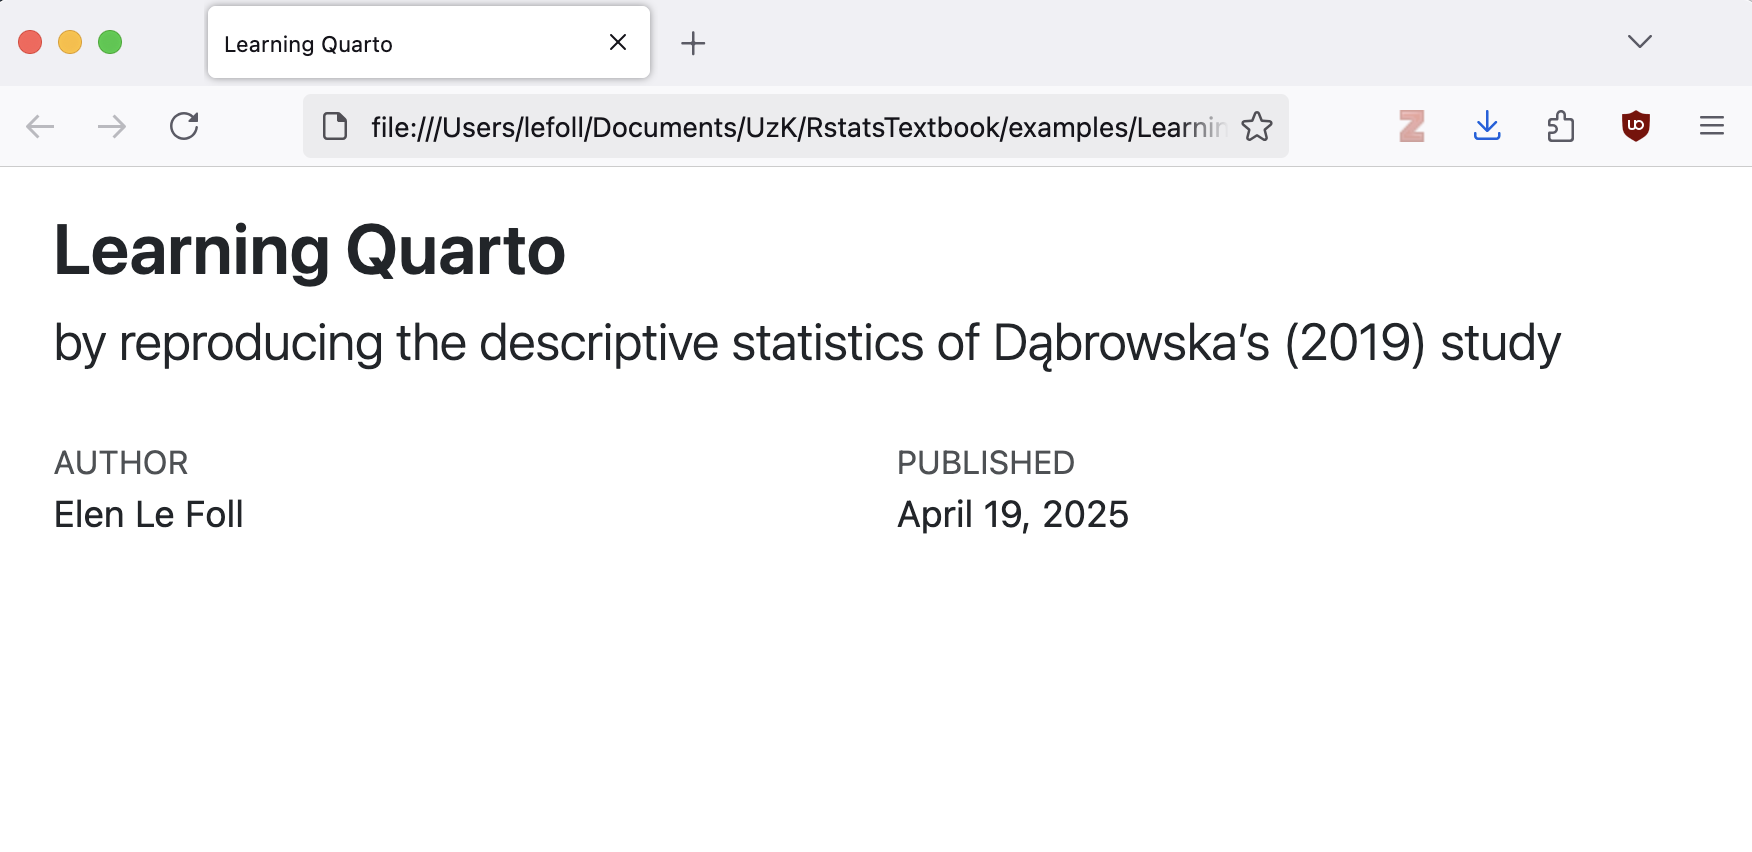 Learning Quarto
file:///Users/lefoll/Documents/UzK/RstatsTextbook/examples/Learnin
Z
uo
Learning Quarto
by reproducing the descriptive statistics of Dąbrowska’s (2019) study
AUTHOR
PUBLISHED
Elen Le Foll
April 19, 2025